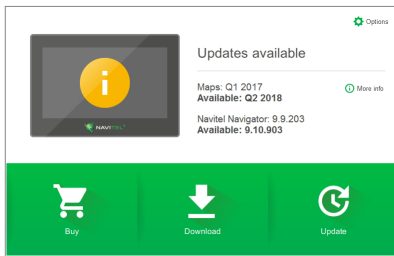 Options
Updates available
Maps: Q1 2017
Available: Q2 2018
More info
Navitel Navigator: 9.9.203
Available: 9.10.903
NAVITEL
Buy
Download
Update